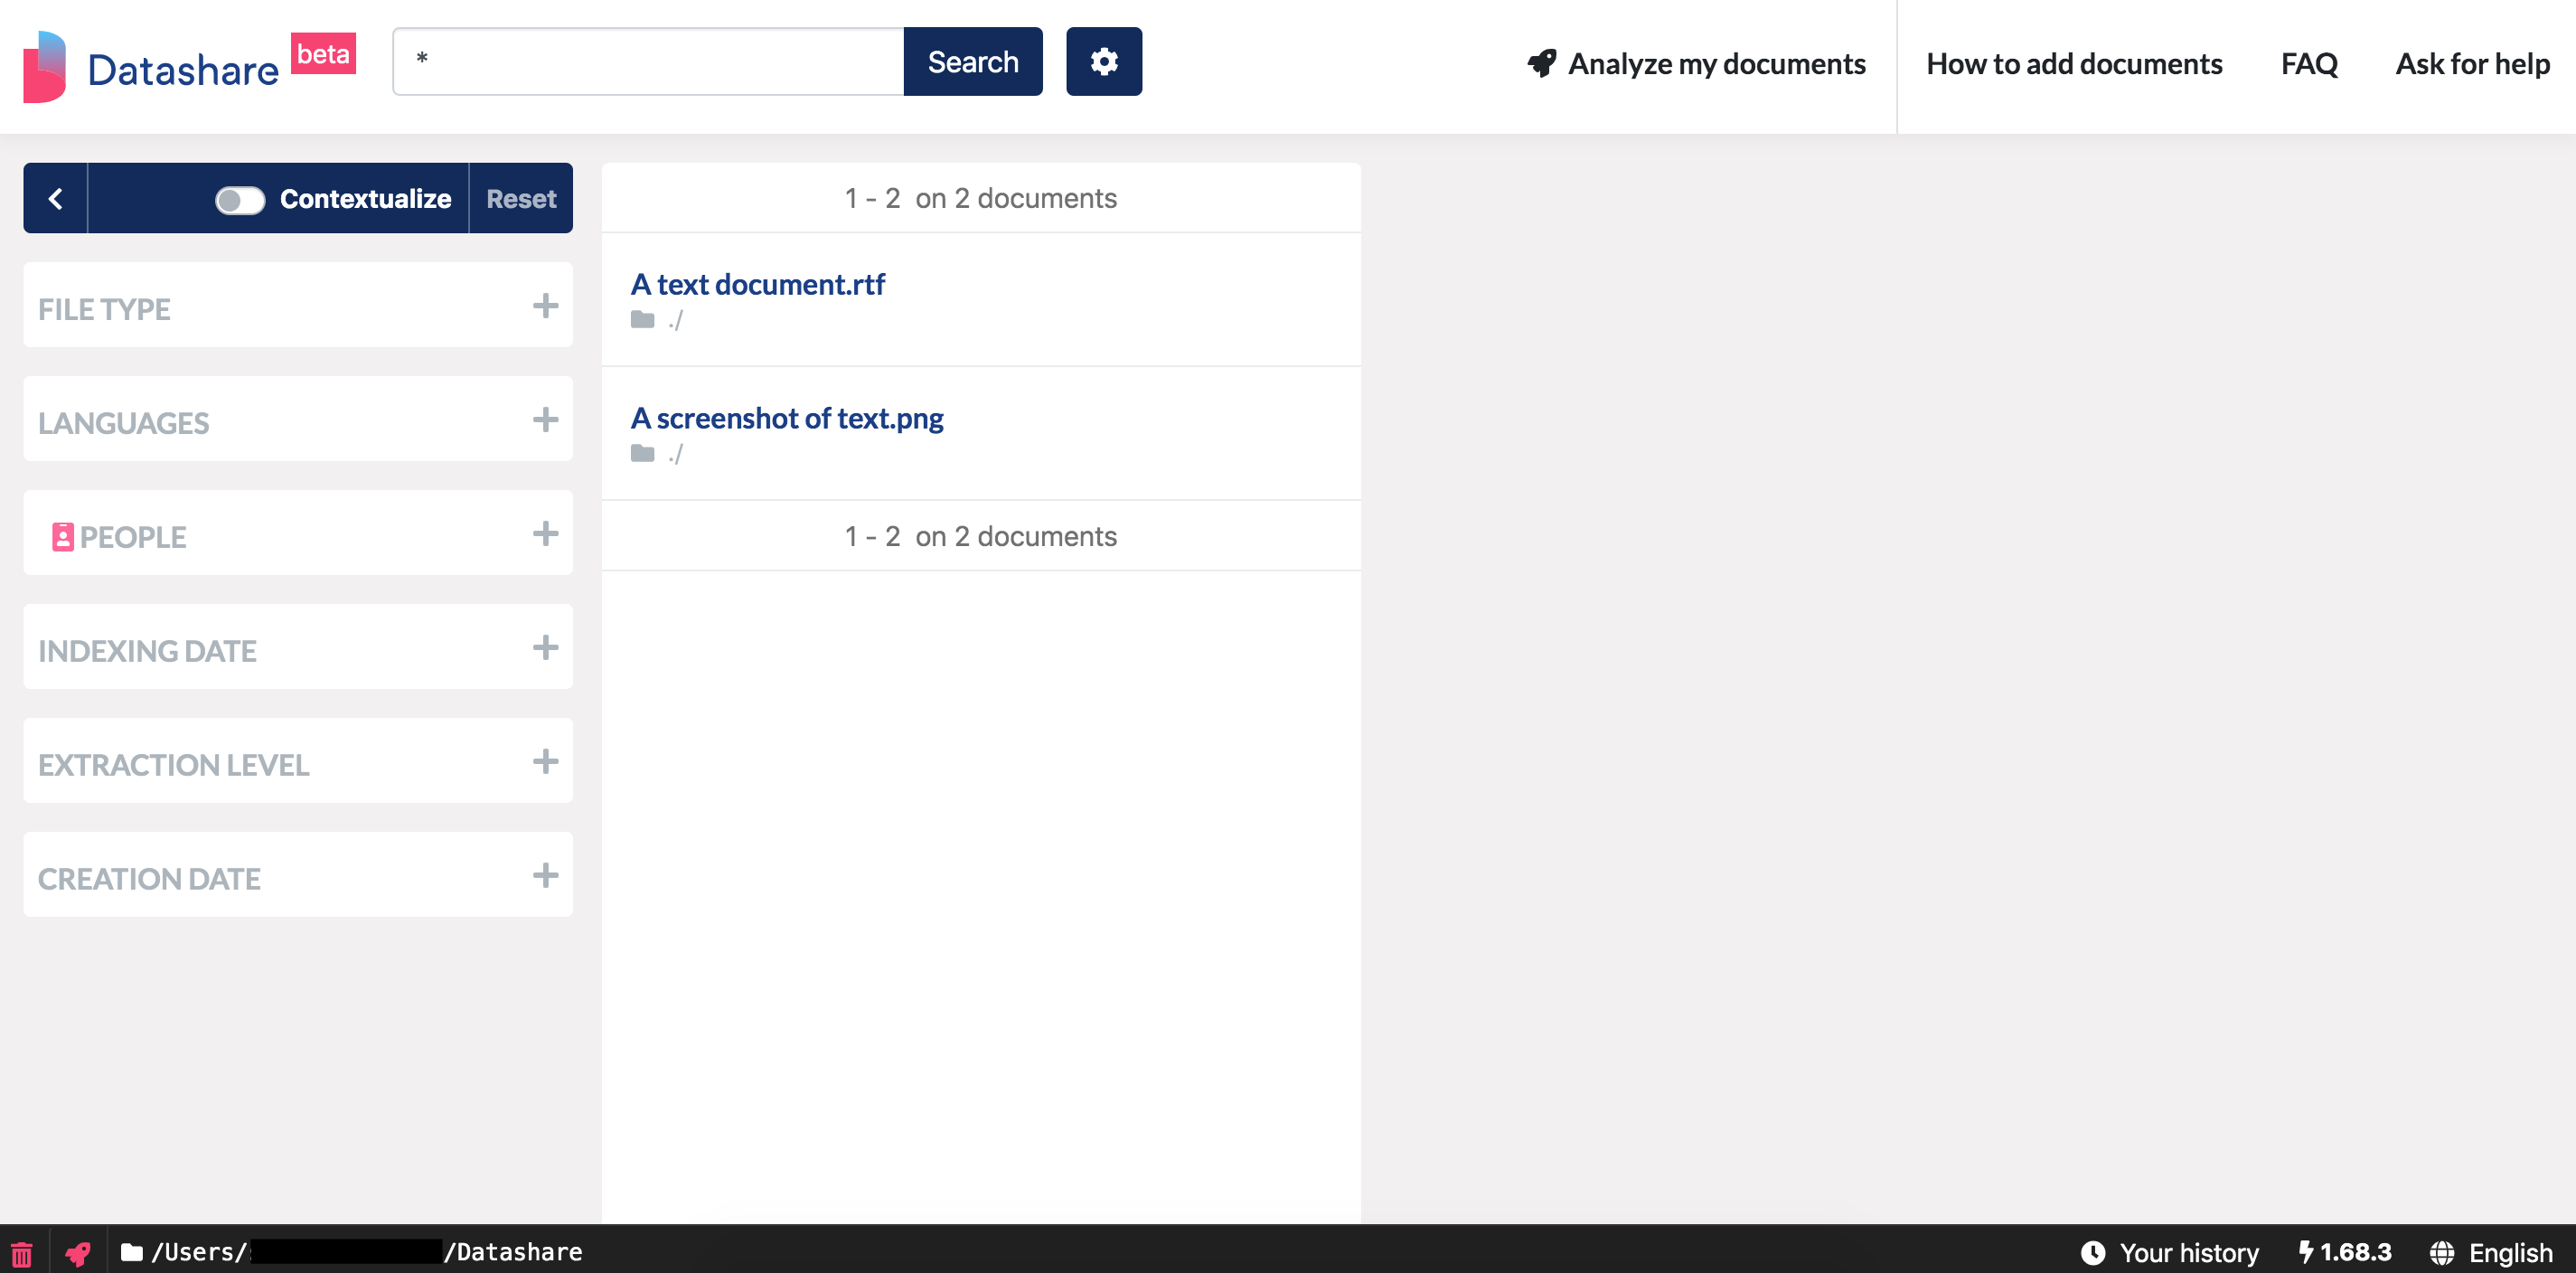 Datashare beta
*
Search
Analyze my documents
How to add documents
FAQ
Ask for help
Contextualize
Reset
FILE TYPE
LANGUAGES
PEOPLE
INDEXING DATE
EXTRACTION LEVEL
CREATION DATE
1 - 2 on 2 documents
A text document.rtf
./
A screenshot of text.png
./
1 - 2 on 2 documents
/Users/ /Datashare
Your history
1.68.3
English